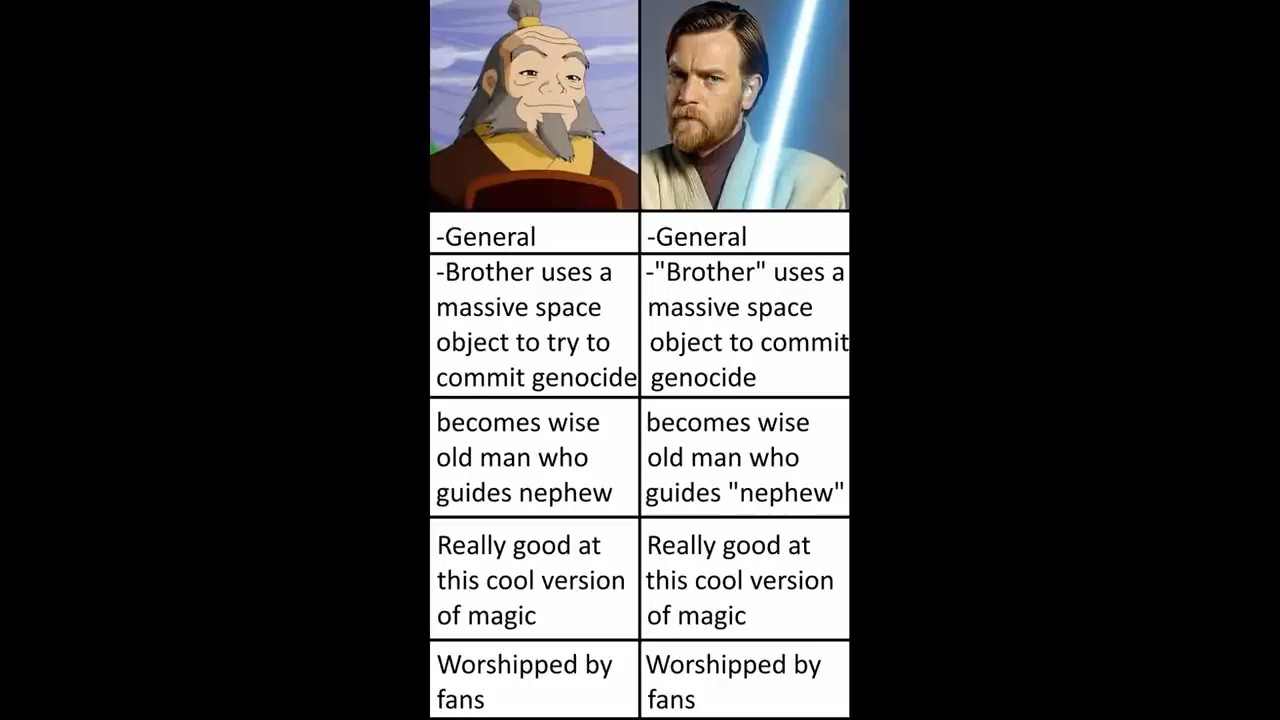 -General
-General
-Brother uses a
massive space
object to try to
commit genocide
-"Brother" uses a
massive space
object to commit
genocide
becomes wise
old man who
guides nephew
becomes wise
old man who
guides "nephew"
Really good at
this cool version
of magic
Really good at
this cool version
of magic
Worshipped by
fans
Worshipped by
fans